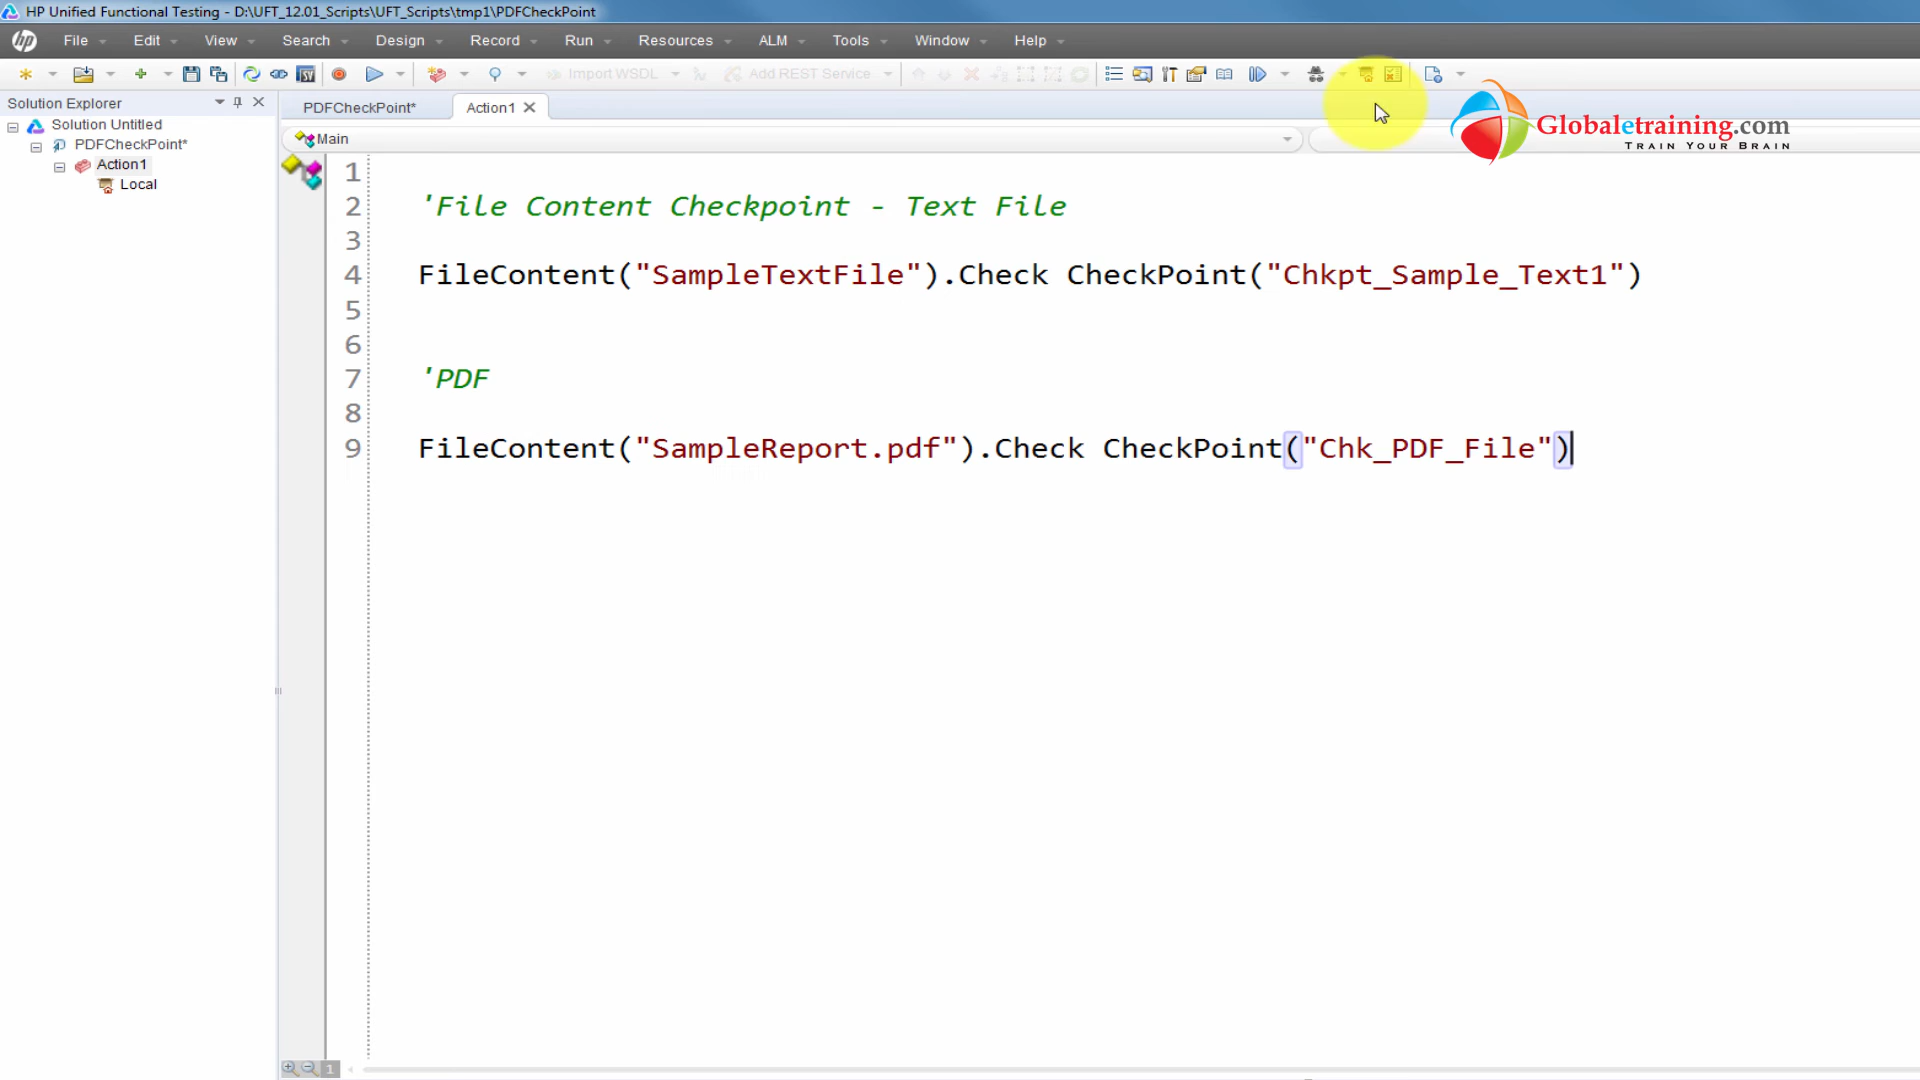 HP Unified Functional Testing - D:\UFT_12.01_Scripts\UFT_Scripts\tmp1\PDFCheckPoint
hp File Edit View Search Design Record Run Resources ALM Tools Window Help
SV Import WSDL Add REST Service
Solution Explorer
PDFCheckPoint* Action1
Solution Untitled
PDFCheckPoint*
Action1
Local
Main
Globaletraining.com
TRAIN YOUR BRAIN
1
2 'File Content Checkpoint - Text File
3
4 FileContent("SampleTextFile").Check CheckPoint("Chkpt_Sample_Text1")
5
6
7 'PDF
8
9 FileContent("SampleReport.pdf").Check CheckPoint("Chk_PDF_File")
1